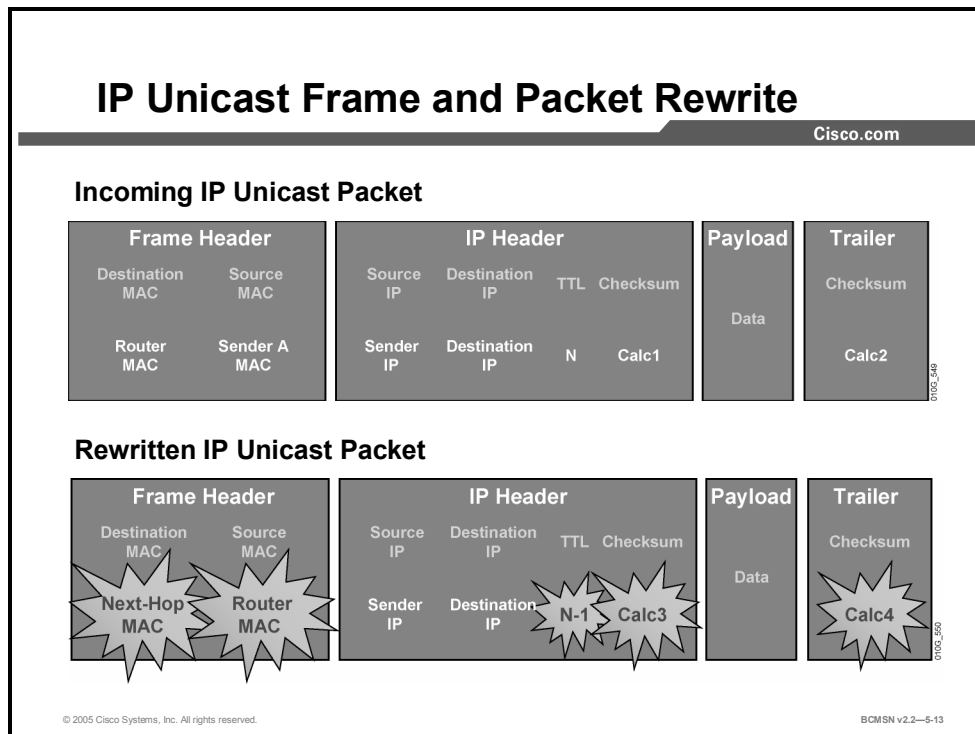 IP Unicast Frame and Packet Rewrite
Cisco.com
Incoming IP Unicast Packet
Frame Header IP Header Payload Trailer
Destination Source Source Destination
MAC MAC IP IP TTL Checksum Checksum
Data
Router Sender A Sender Destination
MAC MAC IP IP N Calc1 Calc2
010G_549
Rewritten IP Unicast Packet
Frame Header IP Header Payload Trailer
Destination Source Source Destination
MAC MAC IP IP TTL Checksum Checksum
Data
Next-Hop Router Sender Destination
MAC MAC IP IP N-1 Calc3 Calc4
010G_550
© 2005 Cisco Systems, Inc. All rights reserved.
BCMSN v2.2—5-13